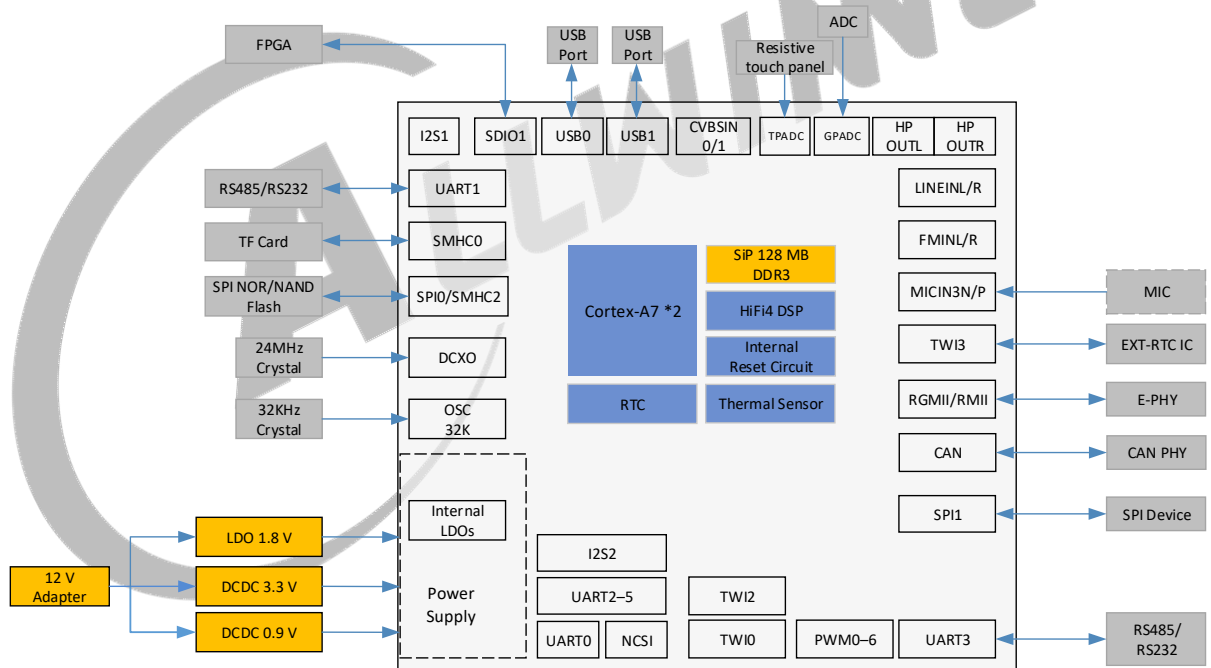 ALLWINE
ADC
USB
Port
USB
Port
FPGA
Resistive
touch panel
I2S1
SDIO1
USB0
USB1
CVBSIN
0/1
TPADC
GPADC
HP
OUTL
HP
OUTR
RS485/RS232
UART1
LINEINL/R
TF Card
SMHC0
FMINL/R
SiP 128 MB
DDR3
SPI NOR/NAND
Flash
SPI0/SMHC2
Cortex-A7 *2
HiFi4 DSP
MICIN3N/P
MIC
24MHz
Crystal
DCXO
Internal
Reset Circuit
TWI3
EXT-RTC IC
32KHz
Crystal
OSC
32K
RTC
Thermal Sensor
RGMII/RMII
E-PHY
CAN
CAN PHY
Internal
LDOs
SPI1
SPI Device
LDO 1.8 V
I2S2
12 V
Adapter
DCDC 3.3 V
Power
Supply
UART2–5
TWI2
DCDC 0.9 V
UART0
NCSI
TWI0
PWM0–6
UART3
RS485/
RS232